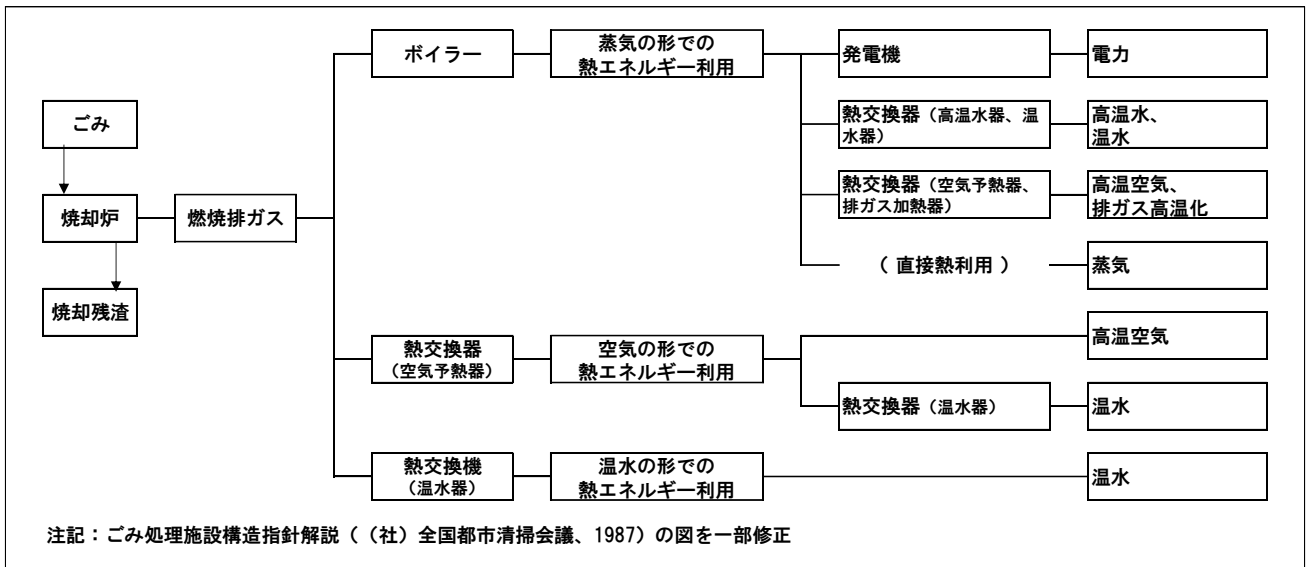 ごみ
焼却炉
焼却残渣
燃焼排ガス
ボイラー
蒸気の形での
熱エネルギー利用
発電機
電力
熱交換器（高温水器、温
水器）
高温水、
温水
熱交換器（空気予熱器、
排ガス加熱器）
高温空気、
排ガス高温化
（ 直接熱利用 ）
蒸気
熱交換器
（空気予熱器）
空気の形での
熱エネルギー利用
高温空気
熱交換器（温水器）
温水
熱交換機
（温水器）
温水の形での
熱エネルギー利用
温水
注記：ごみ処理施設構造指針解説（（社）全国都市清掃会議、1987）の図を一部修正